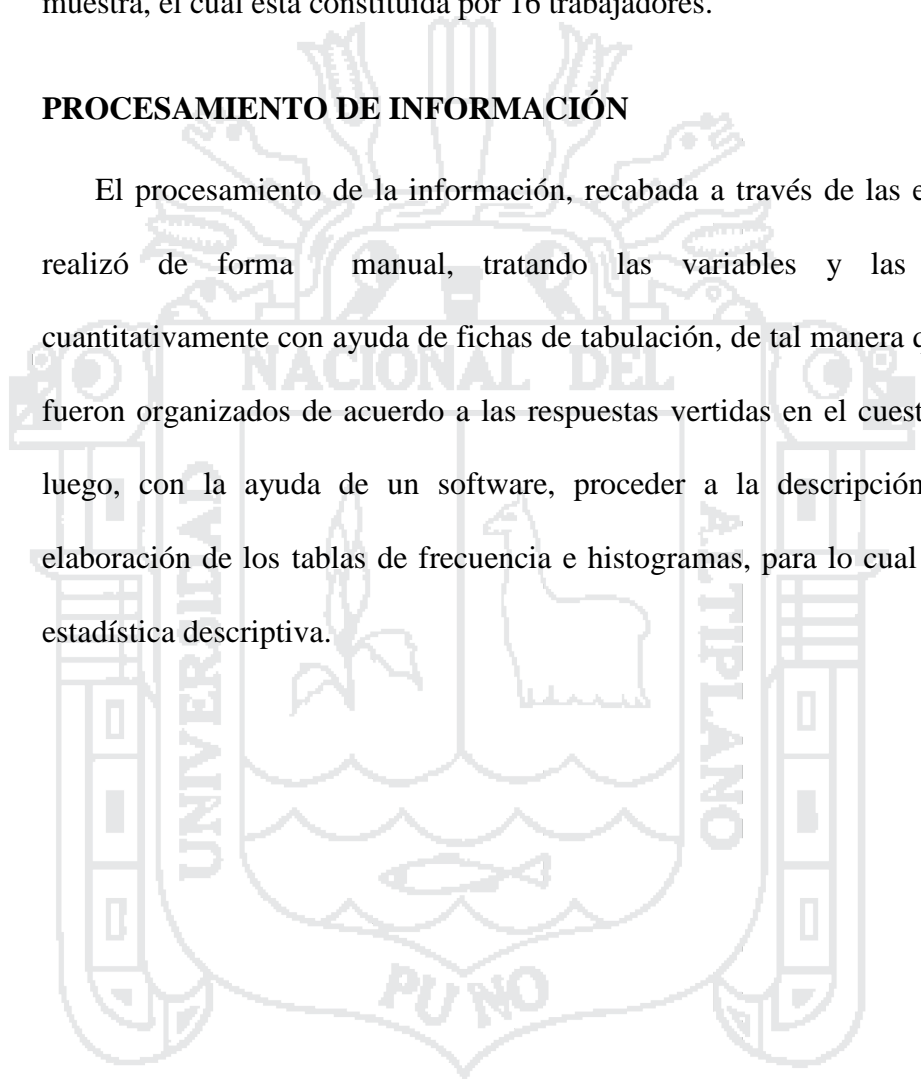 muestra, el cual está constituida por 16 trabajadores.
PROCESAMIENTO DE INFORMACIÓN
El procesamiento de la información, recabada a través de las e
realizó de forma manual, tratando las variables y las
cuantitativamente con ayuda de fichas de tabulación, de tal manera q
fueron organizados de acuerdo a las respuestas vertidas en el cuest
luego, con la ayuda de un software, proceder a la descripción
elaboración de los tablas de frecuencia e histogramas, para lo cual
estadística descriptiva.
UNIVERSIDAD
NACIONAL DEL
A.TIPLANO
PUNO